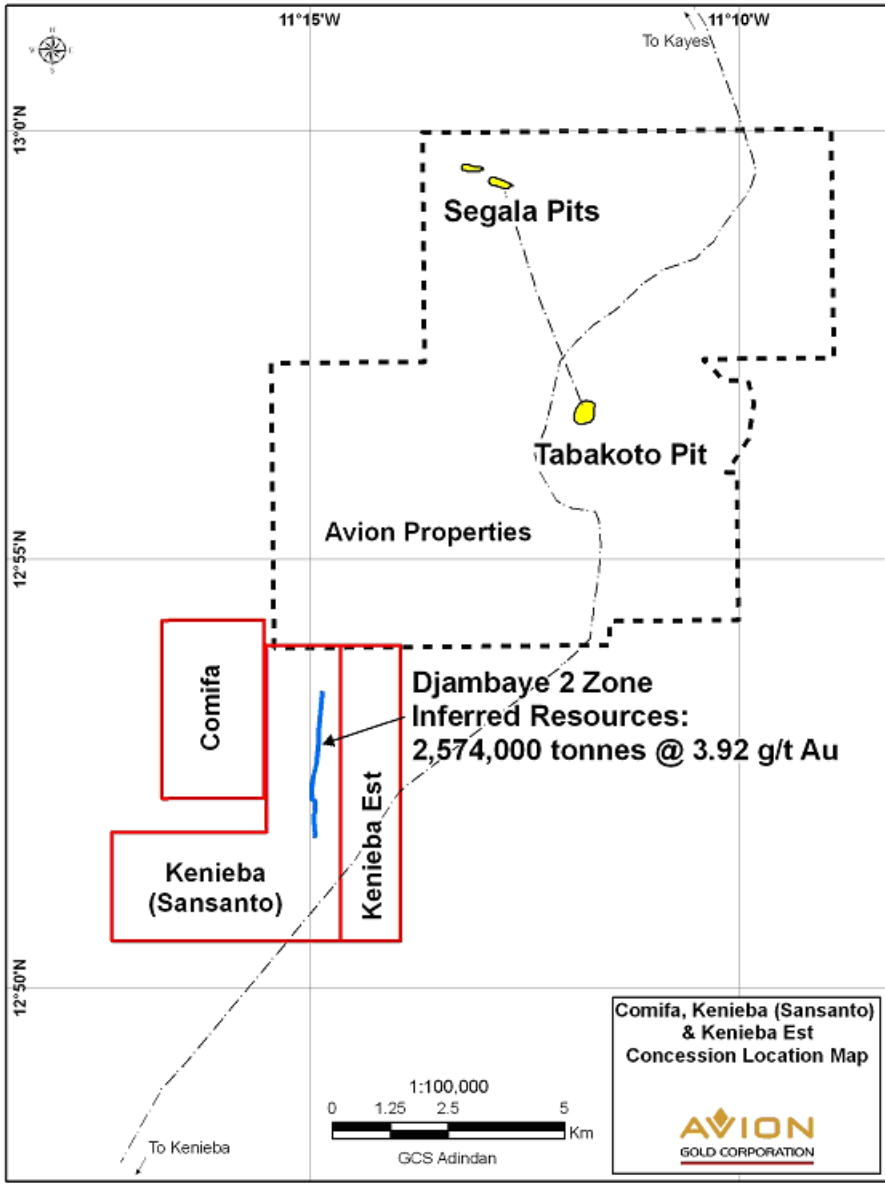 11°15'W
11°10'W
N
W E
S
To Kayes
13°0'N
Segala Pits
Tabakoto Pit
Avion Properties
12°55'N
Djambaye 2 Zone
Inferred Resources:
2,574,000 tonnes @ 3.92 g/t Au
Comifa
Kenieba Est
Kenieba
(Sansanto)
12°50'N
Comifa, Kenieba (Sansanto)
& Kenieba Est
Concession Location Map
1:100,000
0 1.25 2.5 5
Km
GCS Adindan
AVION
GOLD CORPORATION
To Kenieba